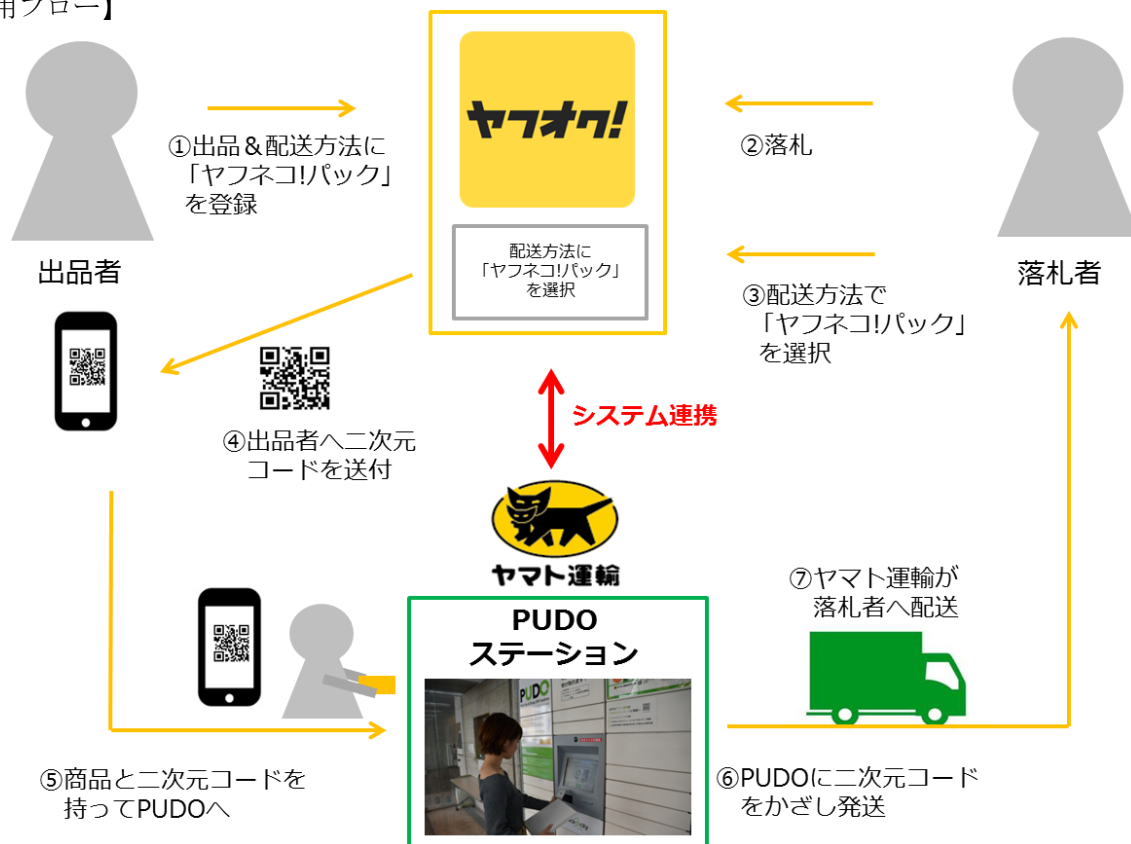 用フロー】
ヤフオク!
①出品&配送方法に
「ヤフネコ!パック」
を登録
②落札
配送方法に
「ヤフネコ!パック」
を選択
出品者
落札者
③配送方法で
「ヤフネコ!パック」
を選択
システム連携
④出品者へ二次元
コードを送付
ヤマト運輸
⑦ヤマト運輸が
落札者へ配送
PUDO
ステーション
PUDO
⑤商品と二次元コードを
持ってPUDOへ
⑥PUDOに二次元コード
をかざし発送